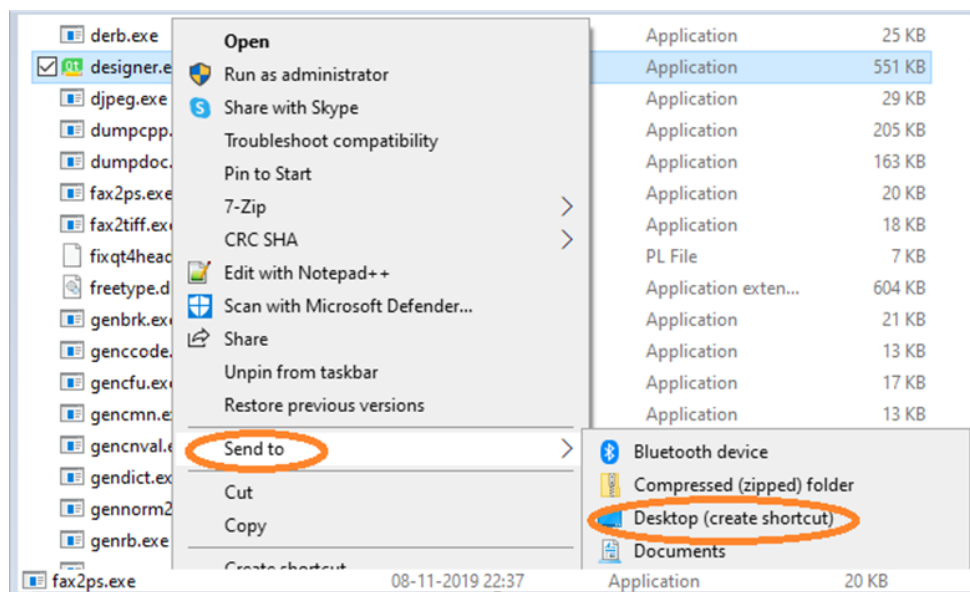 derb.exe Application 25 KB
Open
designer.e Application 551 KB
Run as administrator
djpeg.exe Application 29 KB
Share with Skype
dumpcpp. Application 205 KB
Troubleshoot compatibility
dumpdoc. Application 163 KB
Pin to Start
fax2ps.exe Application 20 KB
7-Zip
fax2tiff.exe Application 18 KB
CRC SHA
fixqt4head PL File 7 KB
Edit with Notepad++
freetype.d Application exten... 604 KB
Scan with Microsoft Defender...
genbrk.exe Application 21 KB
Share
genccode. Application 13 KB
Unpin from taskbar
gencfu.exe Application 17 KB
Restore previous versions
gencmn.e Application 13 KB
gencnval.e
Send to
Bluetooth device
gendict.ex
Compressed (zipped) folder
Cut
gennorm2
Desktop (create shortcut)
Copy
genrb.exe
Documents
Create shortcut
fax2ps.exe 08-11-2019 22:37 Application 20 KB